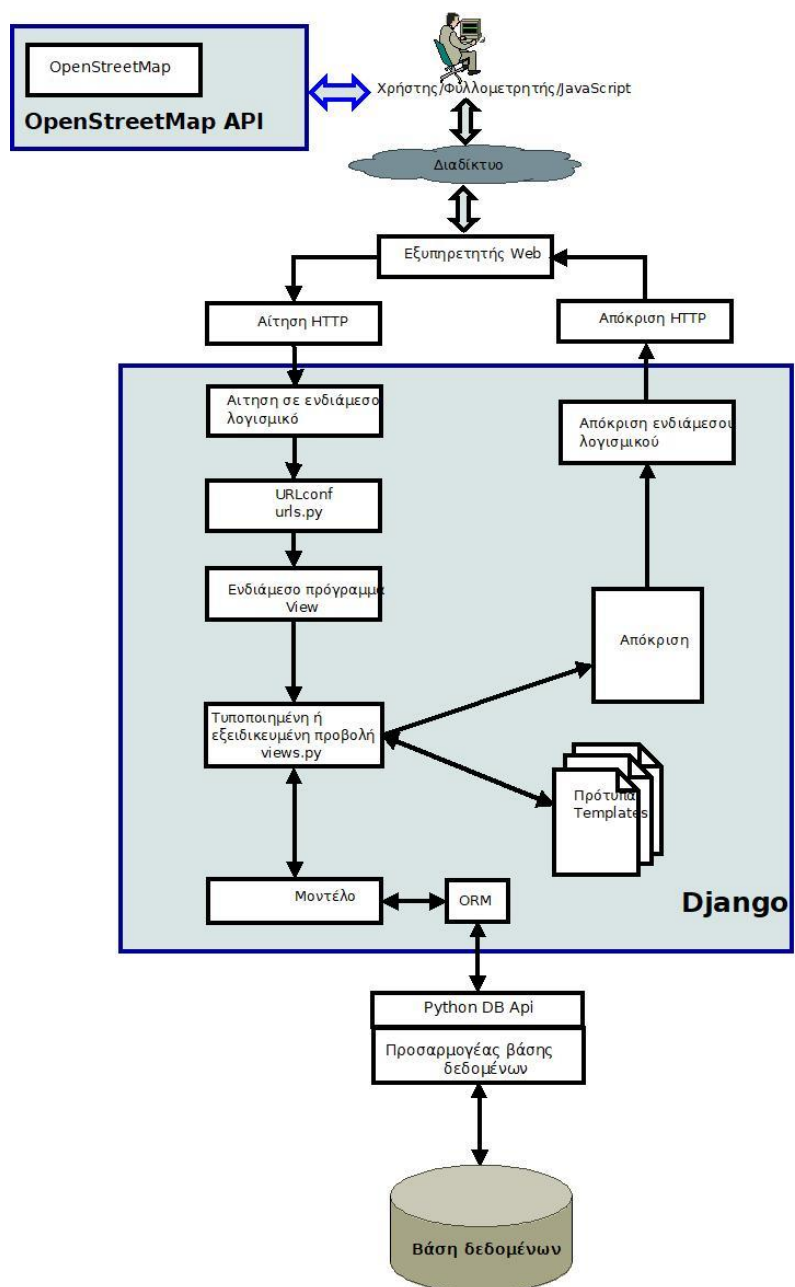 OpenStreetMap
OpenStreetMap API
Χρήστης/Φυλλομετρητής/JavaScript
Διαδίκτυο
Εξυπηρετητής Web
Αίτηση HTTP
Απόκριση HTTP
Αιτηση σε ενδιάμεσο
λογισμικό
Απόκριση ενδιάμεσοι
λογισμικού
URLconf
urls.py
Ενδιάμεσο πρόγραμμα
View
Απόκριση
Τυποποιημένη ή
εξειδικευμένη προβολή
views.py
Πρότυπα
Templates
Μοντέλο
ORM
Django
Python DB Api
Προσαρμογέας βάσης
δεδομένων
Βάση δεδομένων